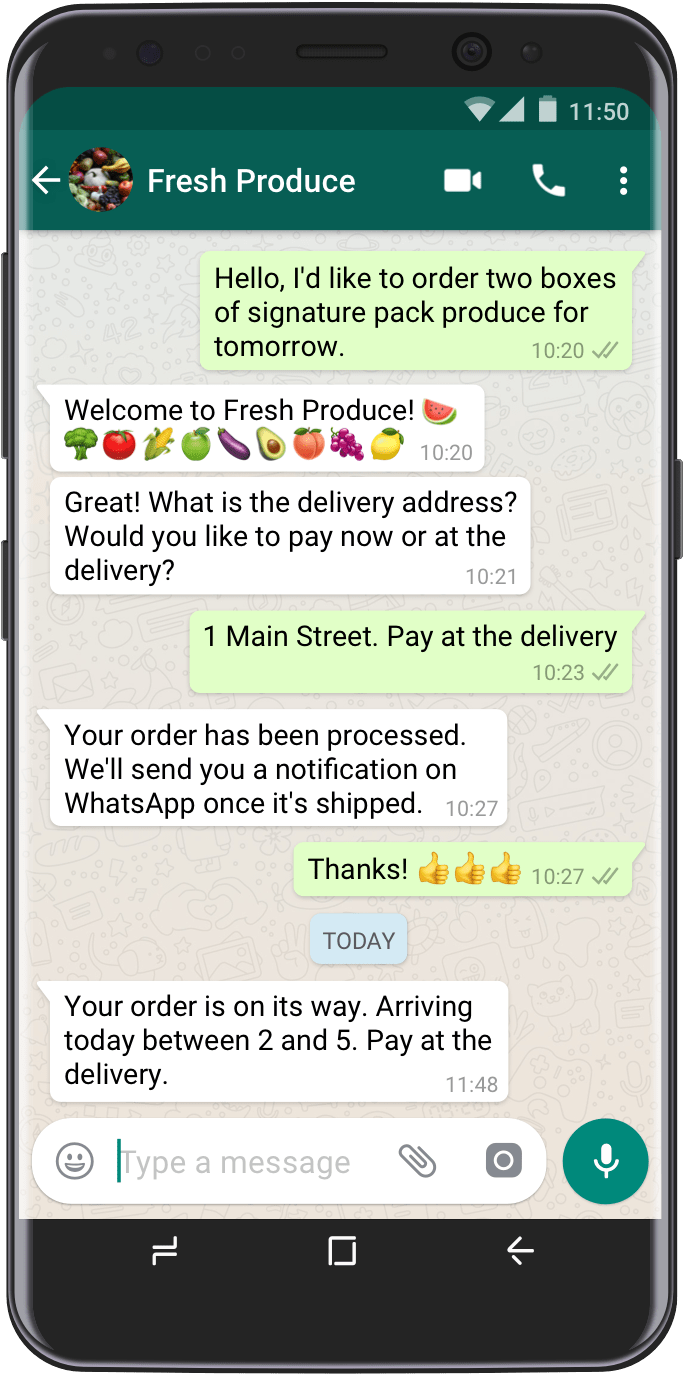 11:50
Fresh Produce
Hello, I'd like to order two boxes
of signature pack produce for
tomorrow. 10:20
Welcome to Fresh Produce! 🍉
🥦🍅🌽🍏🍆🥑🍑🍇🍋 10:20
Great! What is the delivery address?
Would you like to pay now or at the
delivery? 10:21
1 Main Street. Pay at the delivery
10:23
Your order has been processed.
We'll send you a notification on
WhatsApp once it's shipped. 10:27
Thanks! 👍👍👍 10:27
TODAY
Your order is on its way. Arriving
today between 2 and 5. Pay at the
delivery. 11:48
Type a message